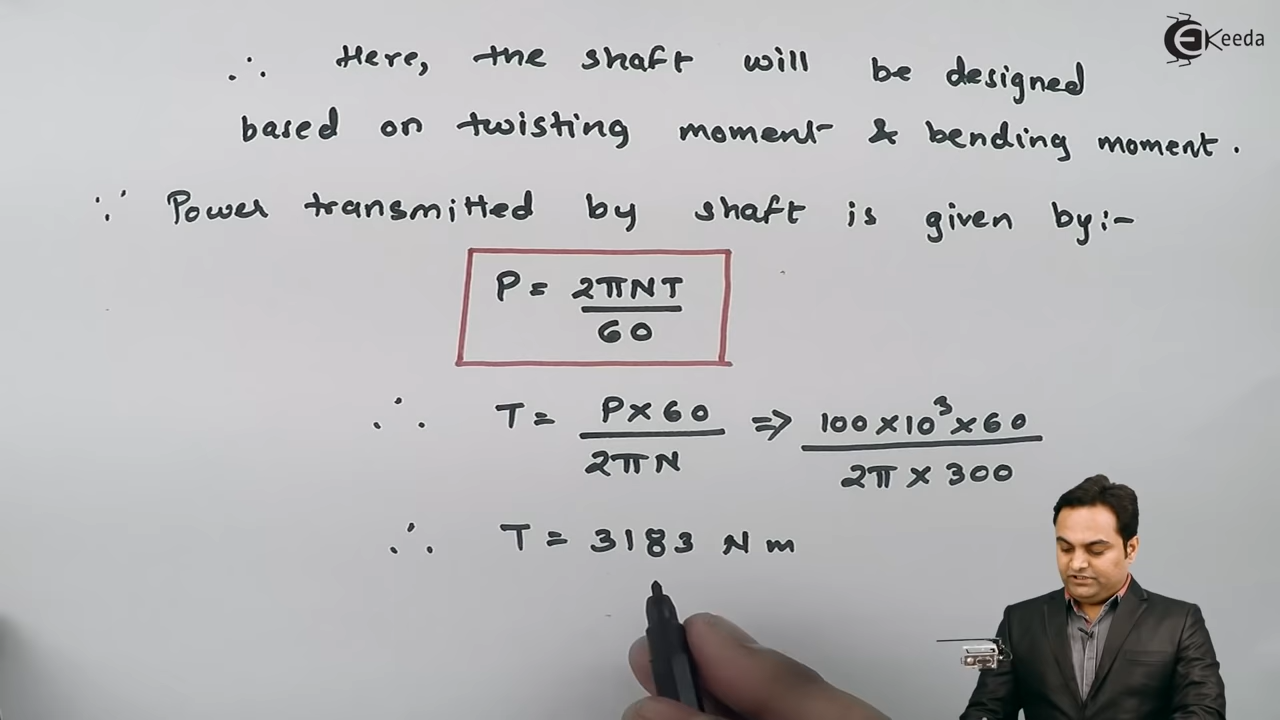 Ekeeda
∴ Here, the shaft will be designed
based on twisting moment & bending moment.
∵ Power transmitted by shaft is given by:-
P = 2πNT
60
∴ T = P×60 ⇒ 100×10³×60
2πN 2π×300
∴ T = 3183 N m